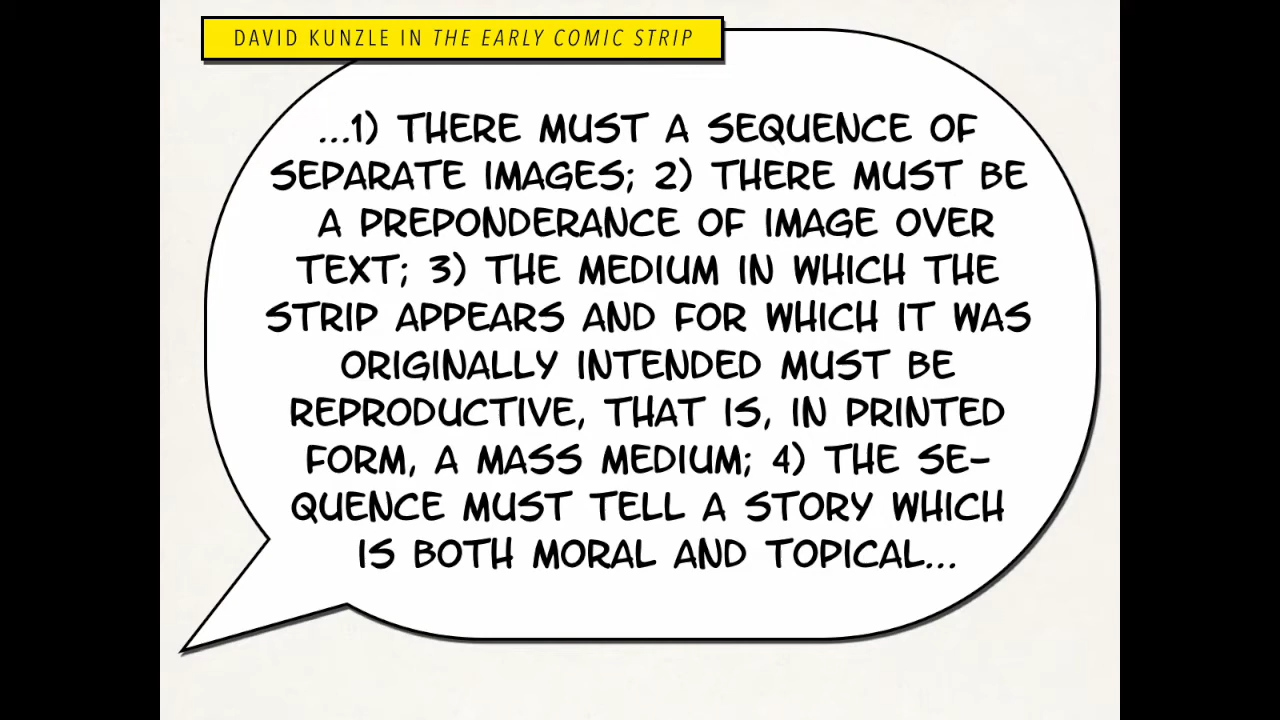 DAVID KUNZLE IN THE EARLY COMIC STRIP
...1) THERE MUST A SEQUENCE OF
SEPARATE IMAGES; 2) THERE MUST BE
A PREPONDERANCE OF IMAGE OVER
TEXT; 3) THE MEDIUM IN WHICH THE
STRIP APPEARS AND FOR WHICH IT WAS
ORIGINALLY INTENDED MUST BE
REPRODUCTIVE, THAT IS, IN PRINTED
FORM, A MASS MEDIUM; 4) THE SE-
QUENCE MUST TELL A STORY WHICH
IS BOTH MORAL AND TOPICAL...